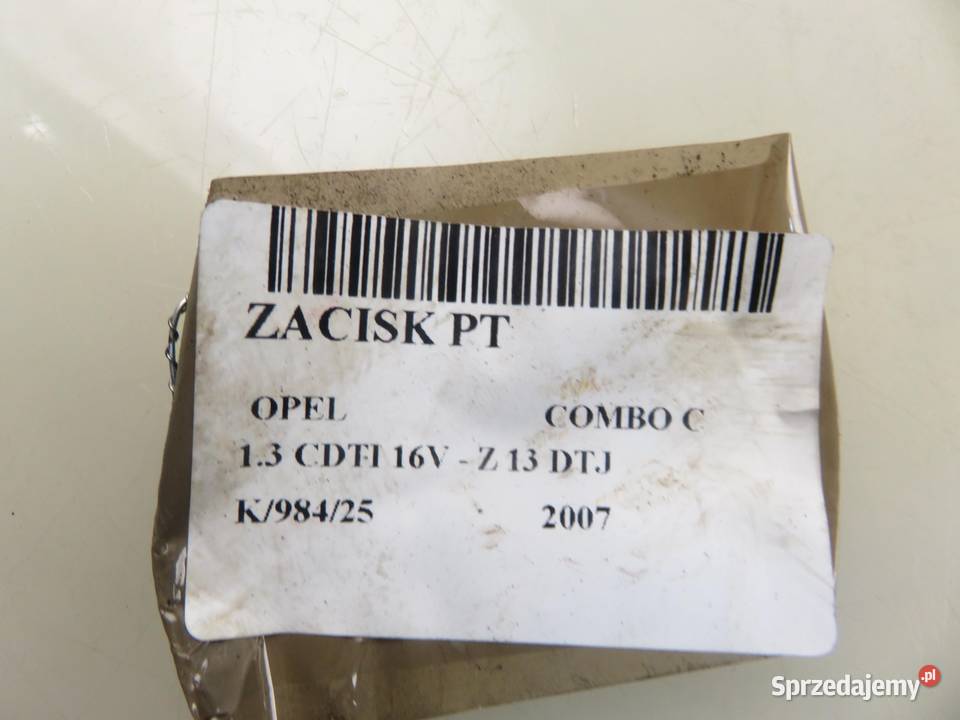 ZACISK PT
OPEL COMBO C
1.3 CDTI 16V - Z 13 DTJ
K/984/25 2007
Sprzedajemy.pl